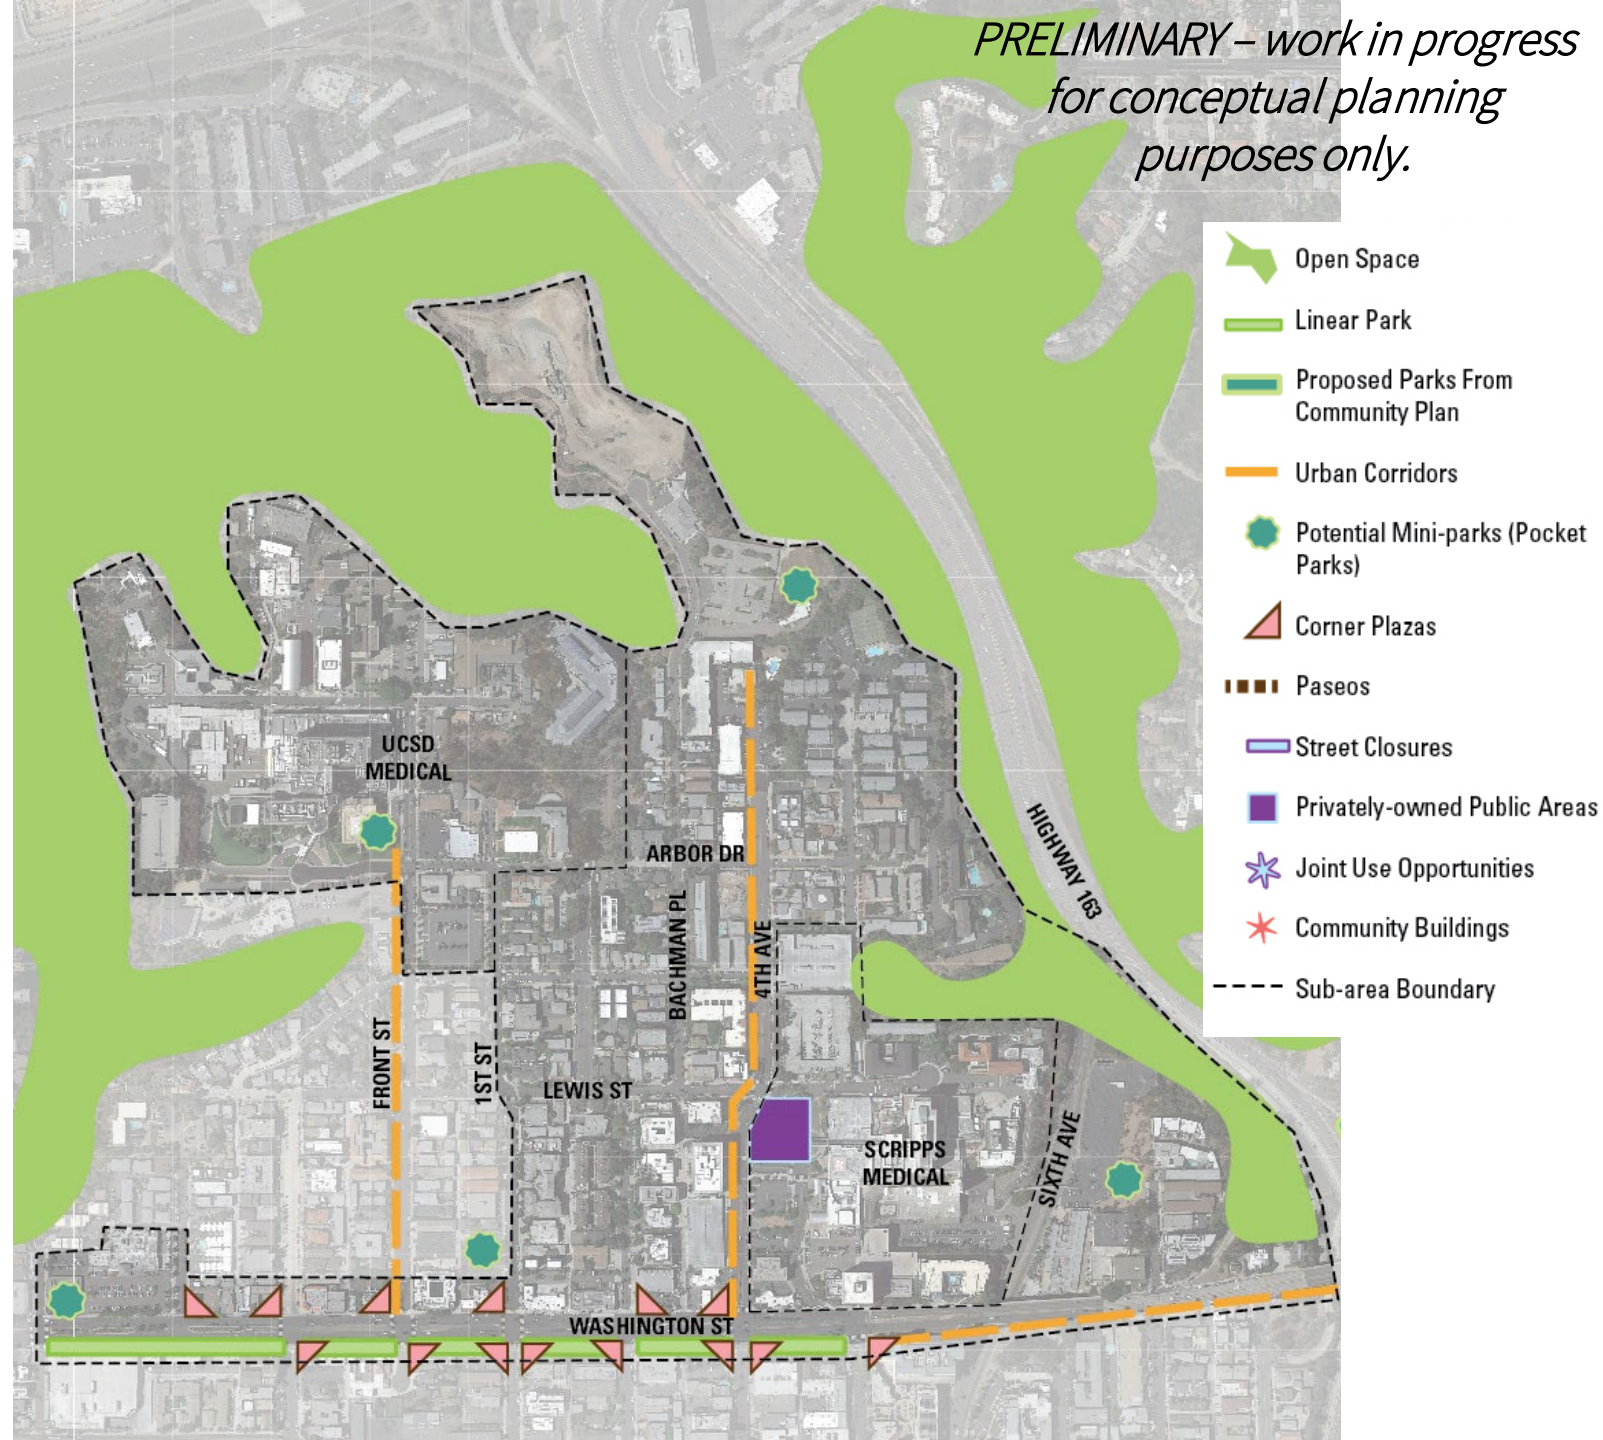 PRELIMINARY – work in progress
for conceptual planning
purposes only.
Open Space
Linear Park
Proposed Parks From
Community Plan
Urban Corridors
Potential Mini-parks (Pocket
Parks)
Corner Plazas
Paseos
Street Closures
Privately-owned Public Areas
Joint Use Opportunities
Community Buildings
Sub-area Boundary
UCSD
MEDICAL
ARBOR DR
HIGHWAY 163
BACHMAN PL
4TH AVE
FRONT ST
1ST ST
LEWIS ST
SCRIPPS
MEDICAL
SIXTH AVE
WASHINGTON ST